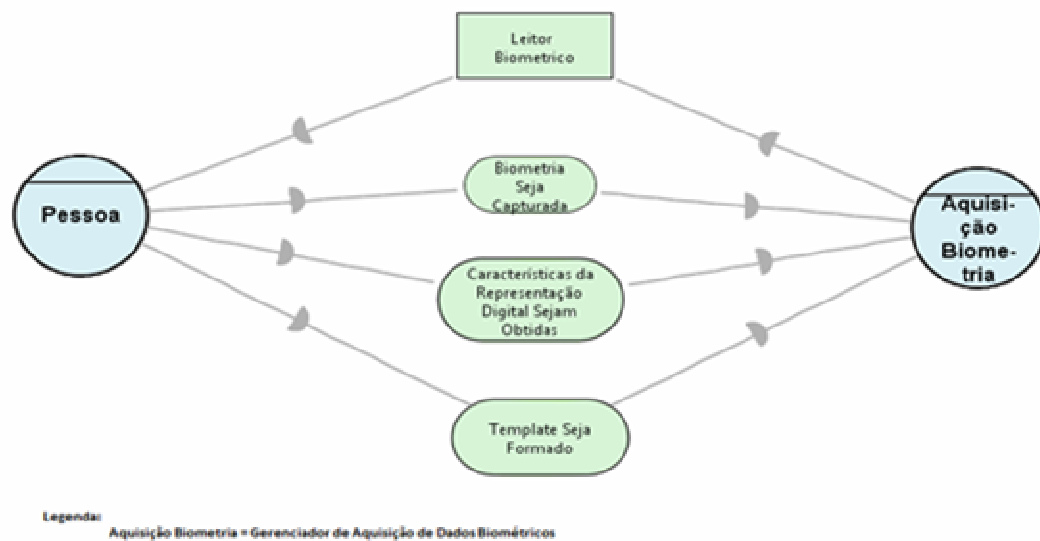 Leitor
Biometrico
Biometria
Seja
Capturada
Pessoa
Aquisi-
ção
Biome-
tria
Características da
Representação
Digital Sejam
Obtidas
Template Seja
Formado
Legenda:
Aquisição Biometria = Gerenciador de Aquisição de Dados Biométricos